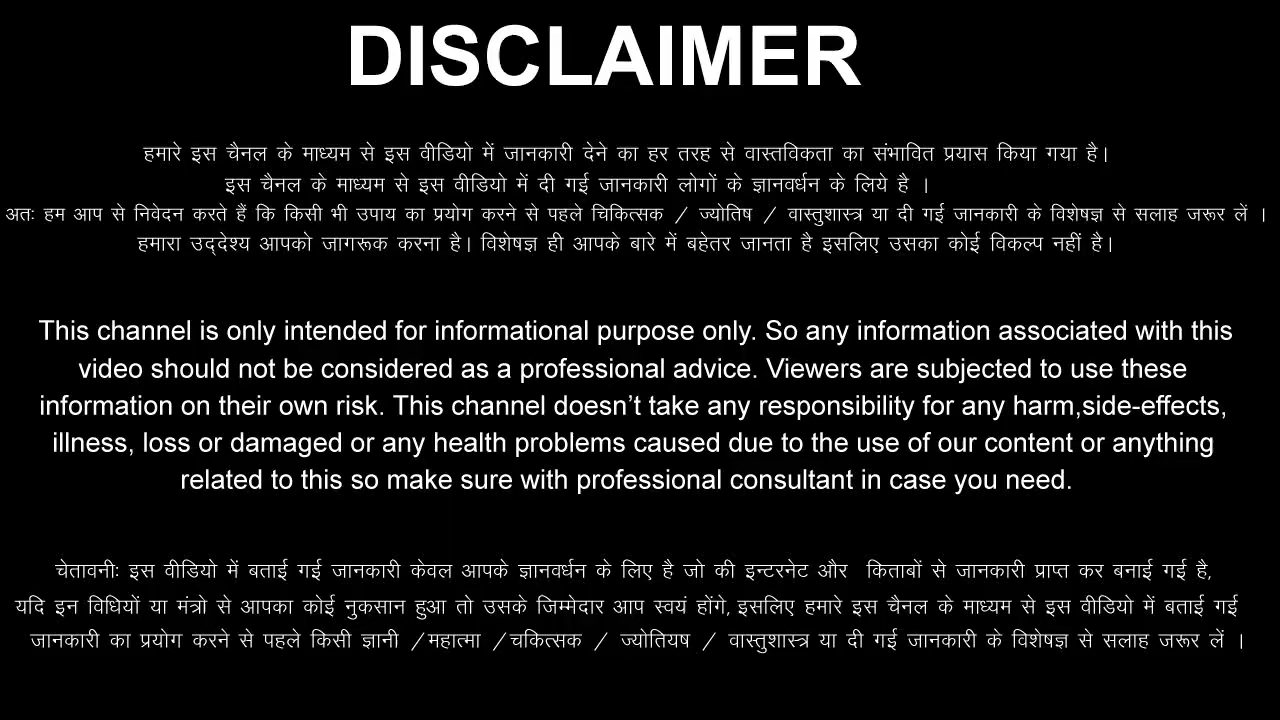 DISCLAIMER
हमारे इस चैनल के माध्यम से इस वीडियो में जानकारी देने का हर तरह से वास्तविकता का संभावित प्रयास किया गया है।
इस चैनल के माध्यम से इस वीडियो में दी गई जानकारी लोगों के ज्ञानवर्धन के लिये है ।
अतः हम आप से निवेदन करते हैं कि किसी भी उपाय का प्रयोग करने से पहले चिकित्सक / ज्योतिष / वास्तुशास्त्र या दी गई जानकारी के विशेषज्ञ से सलाह जरूर लें ।
हमारा उद्देश्य आपको जागरूक करना है। विशेषज्ञ ही आपके बारे में बहेतर जानता है इसलिए उसका कोई विकल्प नहीं है।
This channel is only intended for informational purpose only. So any information associated with this
video should not be considered as a professional advice. Viewers are subjected to use these
information on their own risk. This channel doesn’t take any responsibility for any harm,side-effects,
illness, loss or damaged or any health problems caused due to the use of our content or anything
related to this so make sure with professional consultant in case you need.
चेतावनीः इस वीडियो में बताई गई जानकारी केवल आपके ज्ञानवर्धन के लिए है जो की इन्टरनेट और किताबों से जानकारी प्राप्त कर बनाई गई है,
यदि इन विधियों या मंत्रो से आपका कोई नुकसान हुआ तो उसके जिम्मेदार आप स्वयं होंगे, इसलिए हमारे इस चैनल के माध्यम से इस वीडियो में बताई गई
जानकारी का प्रयोग करने से पहले किसी ज्ञानी /महात्मा /चकित्सक / ज्योतियष / वास्तुशास्त्र या दी गई जानकारी के विशेषज्ञ से सलाह जरूर लें ।